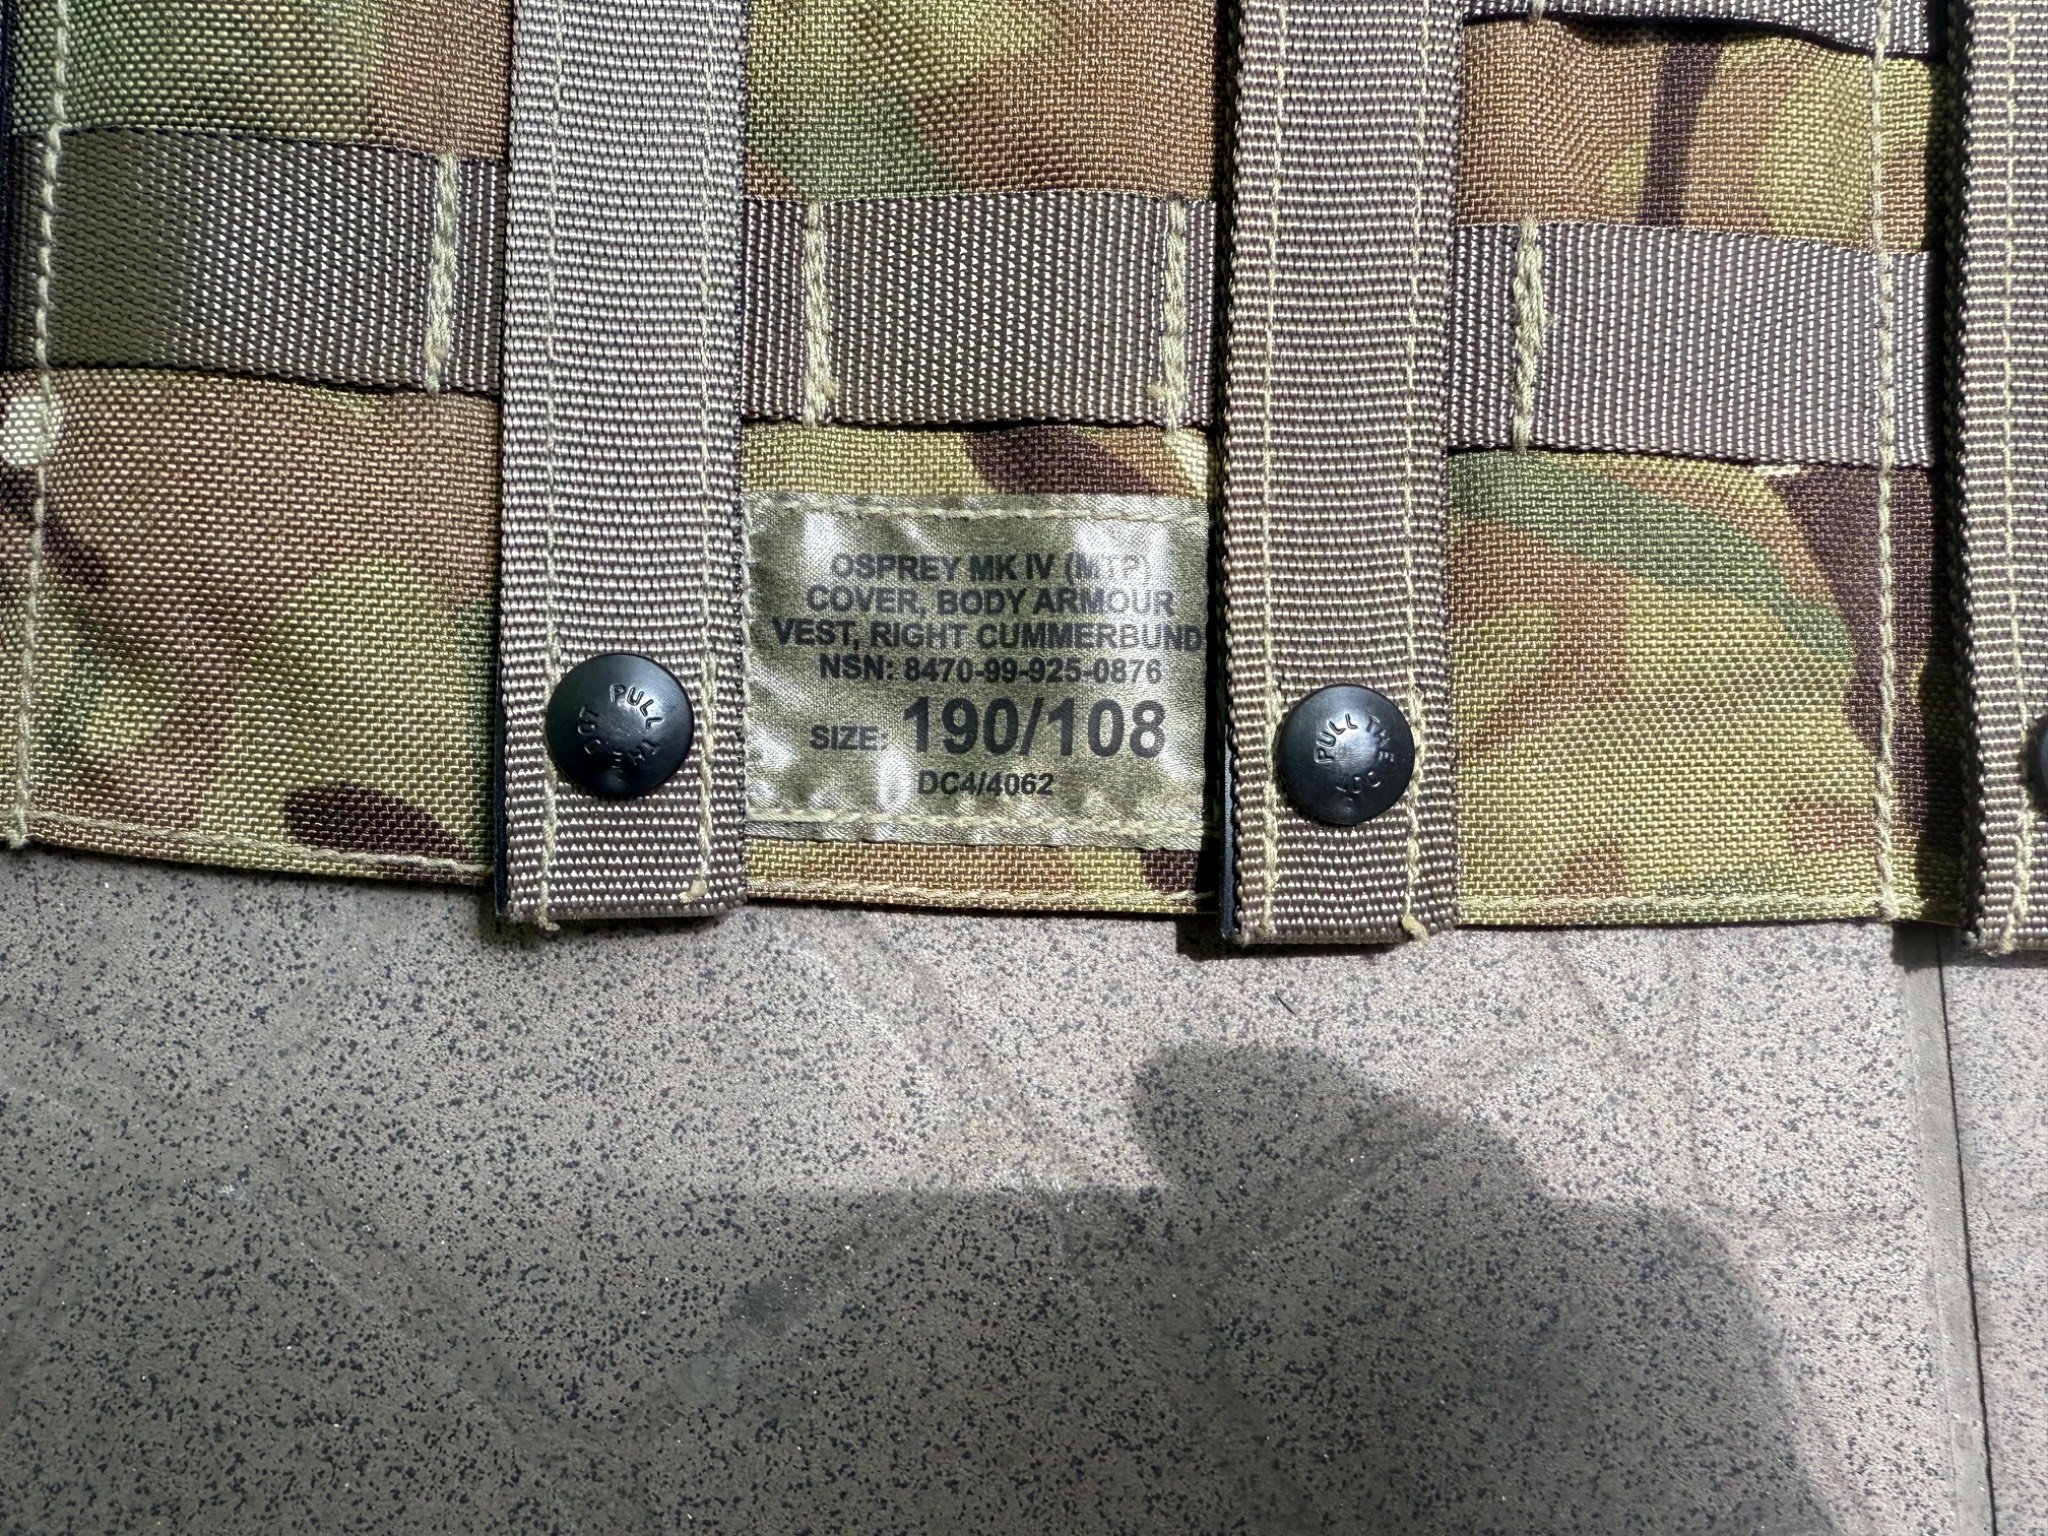 OSPREY MK IV (MTP)
COVER, BODY ARMOUR
VEST, RIGHT CUMMERBUND
NSN: 8470-99-925-0876
SIZE: 190/108
DC4/4062
PULL THE DOT
PULL THE DOT